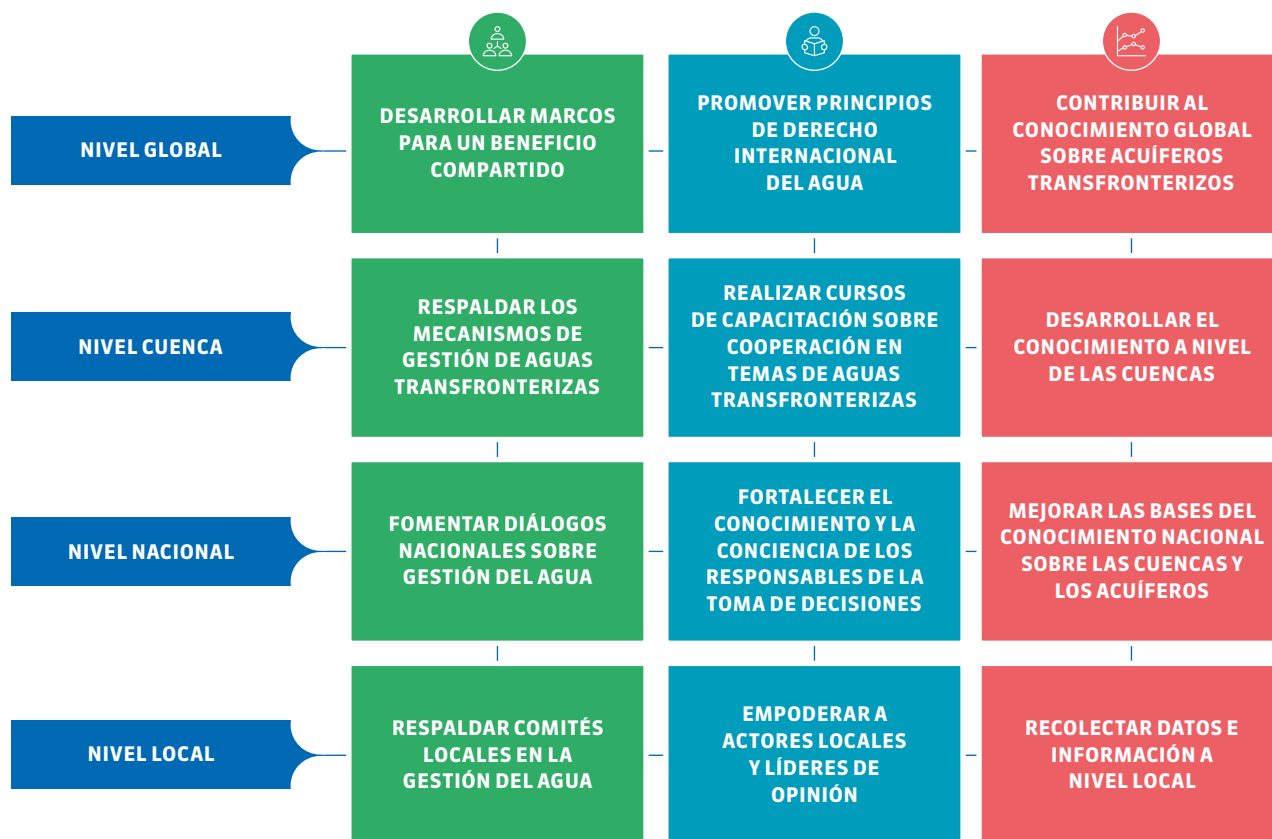 NIVEL GLOBAL
DESARROLLAR MARCOS
PARA UN BENEFICIO
COMPARTIDO
PROMOVER PRINCIPIOS
DE DERECHO
INTERNACIONAL
DEL AGUA
CONTRIBUIR AL
CONOCIMIENTO GLOBAL
SOBRE ACUÍFEROS
TRANSFRONTERIZOS
NIVEL CUENCA
RESPALDAR LOS
MECANISMOS DE
GESTIÓN DE AGUAS
TRANSFRONTERIZAS
REALIZAR CURSOS
DE CAPACITACIÓN SOBRE
COOPERACIÓN EN
TEMAS DE AGUAS
TRANSFRONTERIZAS
DESARROLLAR EL
CONOCIMIENTO A NIVEL
DE LAS CUENCAS
NIVEL NACIONAL
FOMENTAR DIÁLOGOS
NACIONALES SOBRE
GESTIÓN DEL AGUA
FORTALECER EL
CONOCIMIENTO Y LA
CONCIENCIA DE LOS
RESPONSABLES DE LA
TOMA DE DECISIONES
MEJORAR LAS BASES DEL
CONOCIMIENTO NACIONAL
SOBRE LAS CUENCAS Y
LOS ACUÍFEROS
NIVEL LOCAL
RESPALDAR COMITÉS
LOCALES EN LA
GESTIÓN DEL AGUA
EMPODERAR A
ACTORES LOCALES
Y LÍDERES DE
OPINIÓN
RECOLECTAR DATOS E
INFORMACIÓN A
NIVEL LOCAL